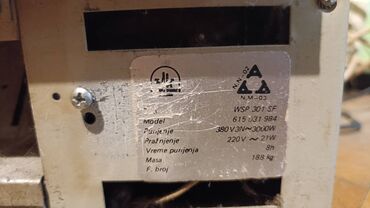 N.N-02
N.M-03
WSP 301 SF
Model 615 031 984
Punjenje 380V3N~3000W
Pražnjenje 220V ~ 21W
Vreme punjenja 8h
Masa 188 kg
F. broj